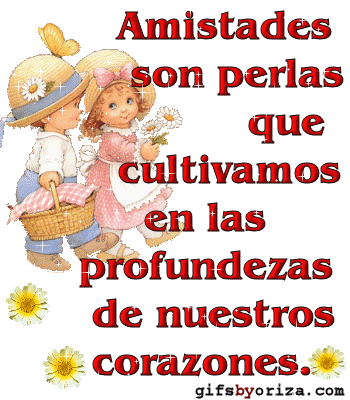 Amistades
son perlas
que
cultivamos
en las
profundezas
de nuestros
corazones.
gifsbyoriza.com